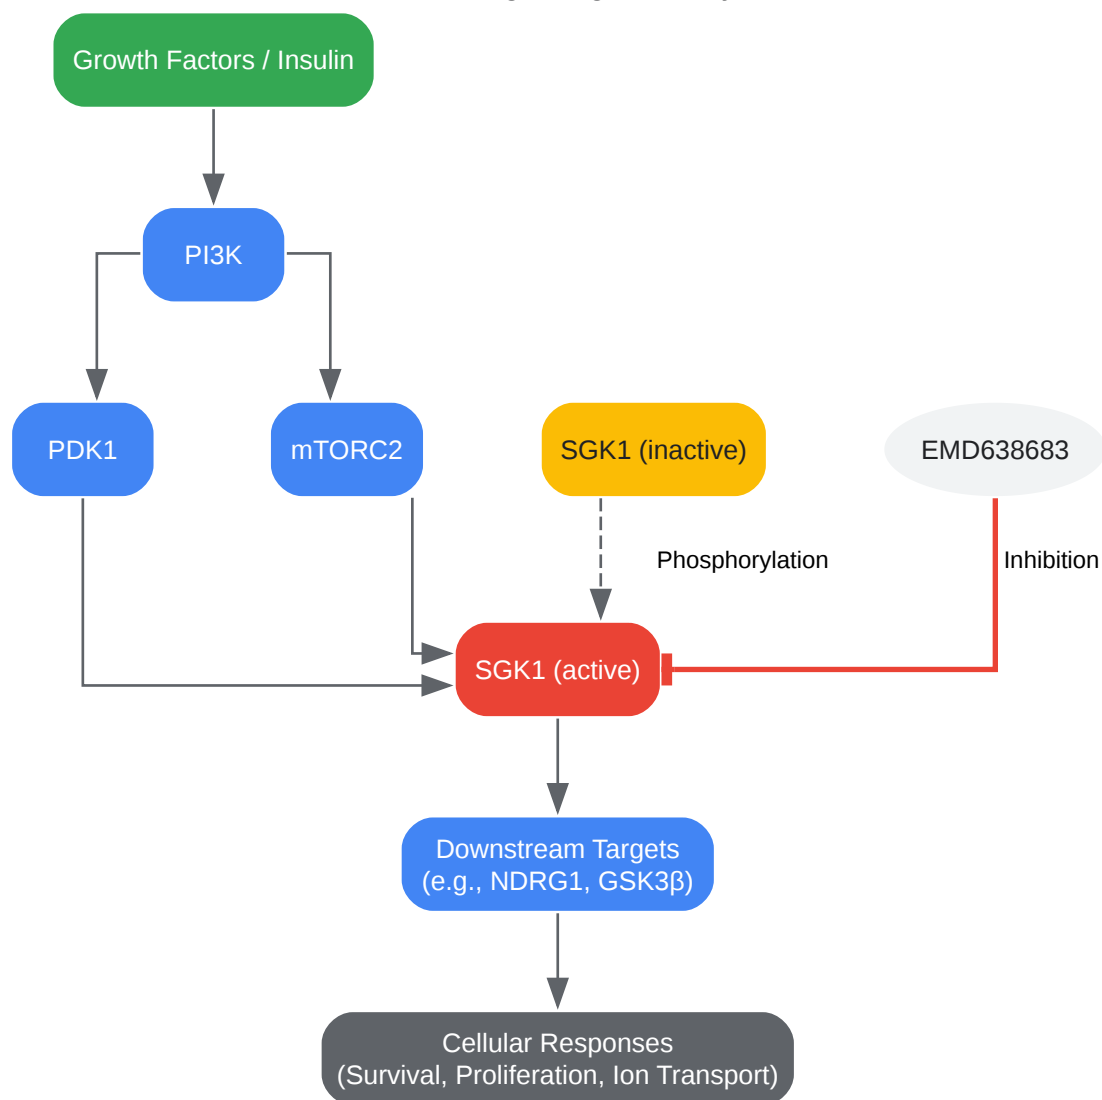 Growth Factors / Insulin
PI3K
PDK1
mTORC2
SGK1 (inactive)
EMD638683
Phosphorylation
Inhibition
SGK1 (active)
Downstream Targets
(e.g., NDRG1, GSK3β)
Cellular Responses
(Survival, Proliferation, Ion Transport)